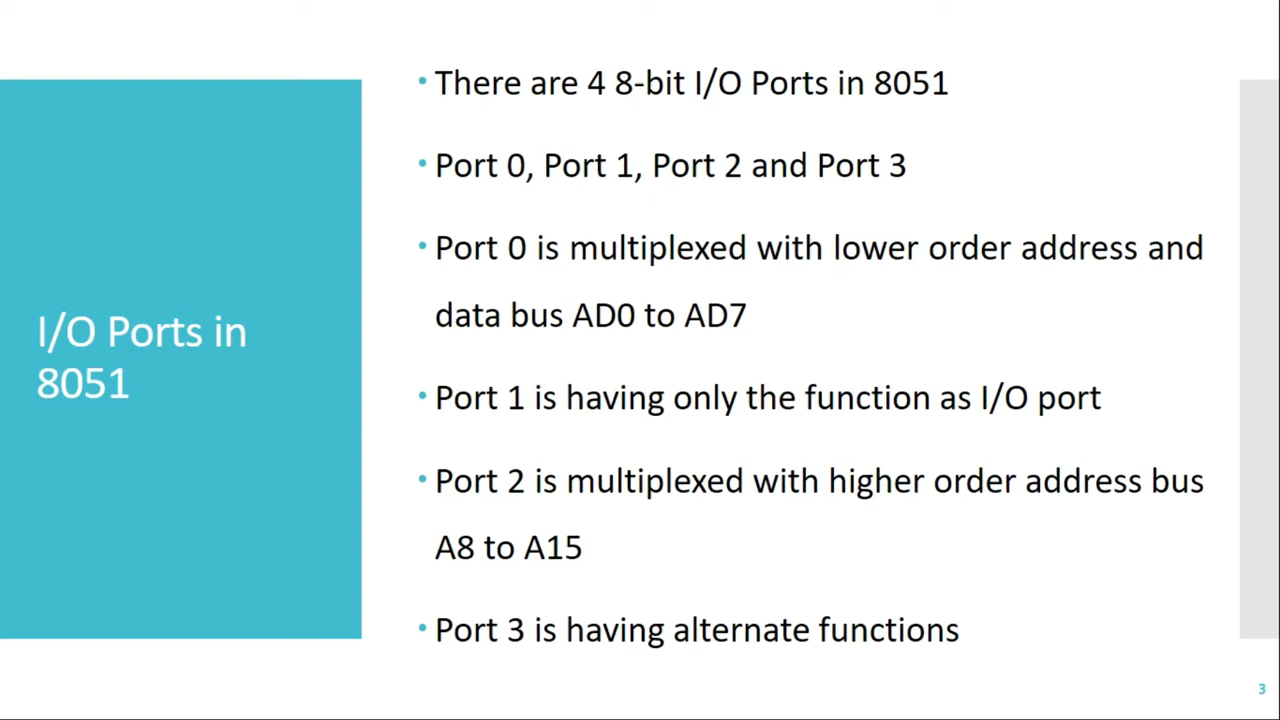 I/O Ports in
8051
• There are 4 8-bit I/O Ports in 8051
• Port 0, Port 1, Port 2 and Port 3
• Port 0 is multiplexed with lower order address and
data bus AD0 to AD7
• Port 1 is having only the function as I/O port
• Port 2 is multiplexed with higher order address bus
A8 to A15
• Port 3 is having alternate functions
3